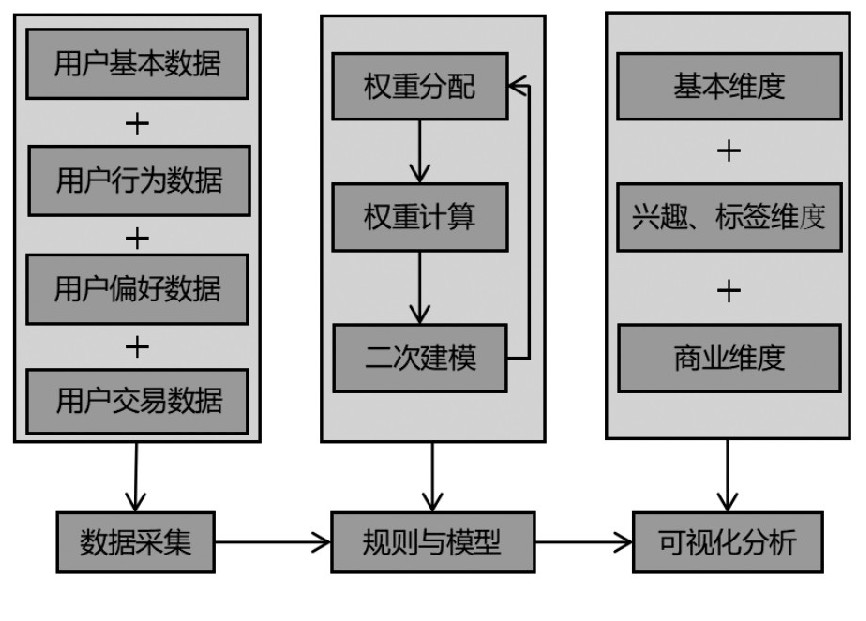 用户基本数据
+
用户行为数据
+
用户偏好数据
+
用户交易数据
权重分配
权重计算
二次建模
基本维度
+
兴趣、标签维度
+
商业维度
数据采集
规则与模型
可视化分析